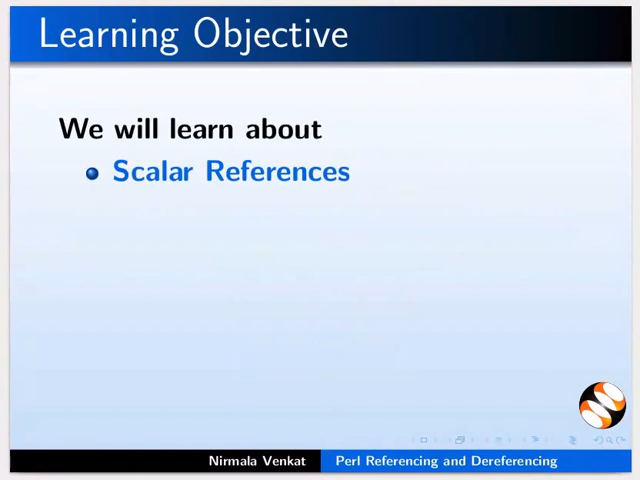 Learning Objective
We will learn about
Scalar References
Nirmala Venkat
Perl Referencing and Dereferencing